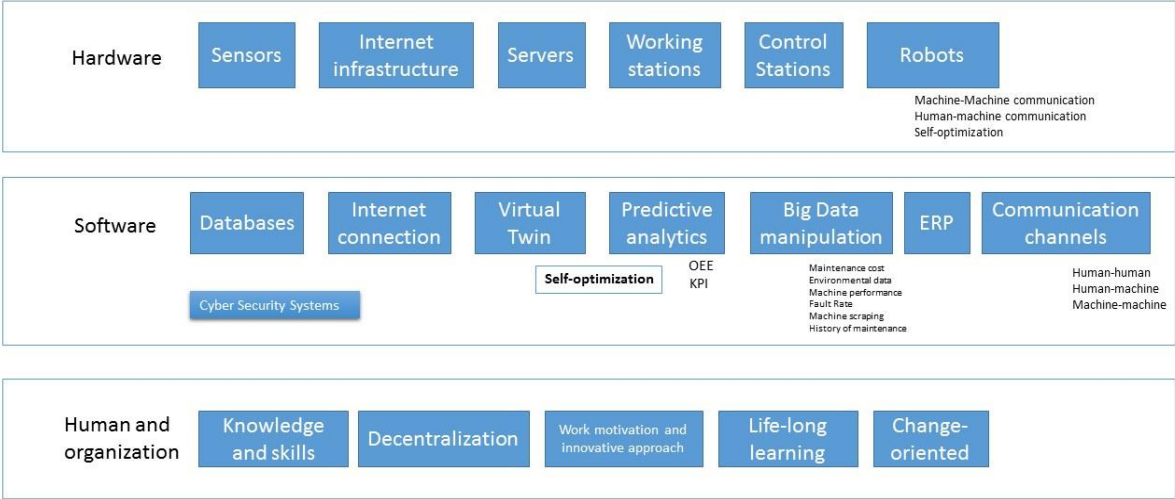 Hardware
Sensors
Internet
infrastructure
Servers
Working
stations
Control
Stations
Robots
Machine-Machine communication
Human-machine communication
Self-optimization
Software
Databases
Internet
connection
Virtual
Twin
Predictive
analytics
Big Data
manipulation
ERP
Communication
channels
Cyber Security Systems
Self-optimization
OEE
KPI
Maintenance cost
Environmental data
Machine performance
Fault Rate
Machine scraping
History of maintenance
Human-human
Human-machine
Machine-machine
Human and
organization
Knowledge
and skills
Decentralization
Work motivation and
innovative approach
Life-long
learning
Change-
oriented